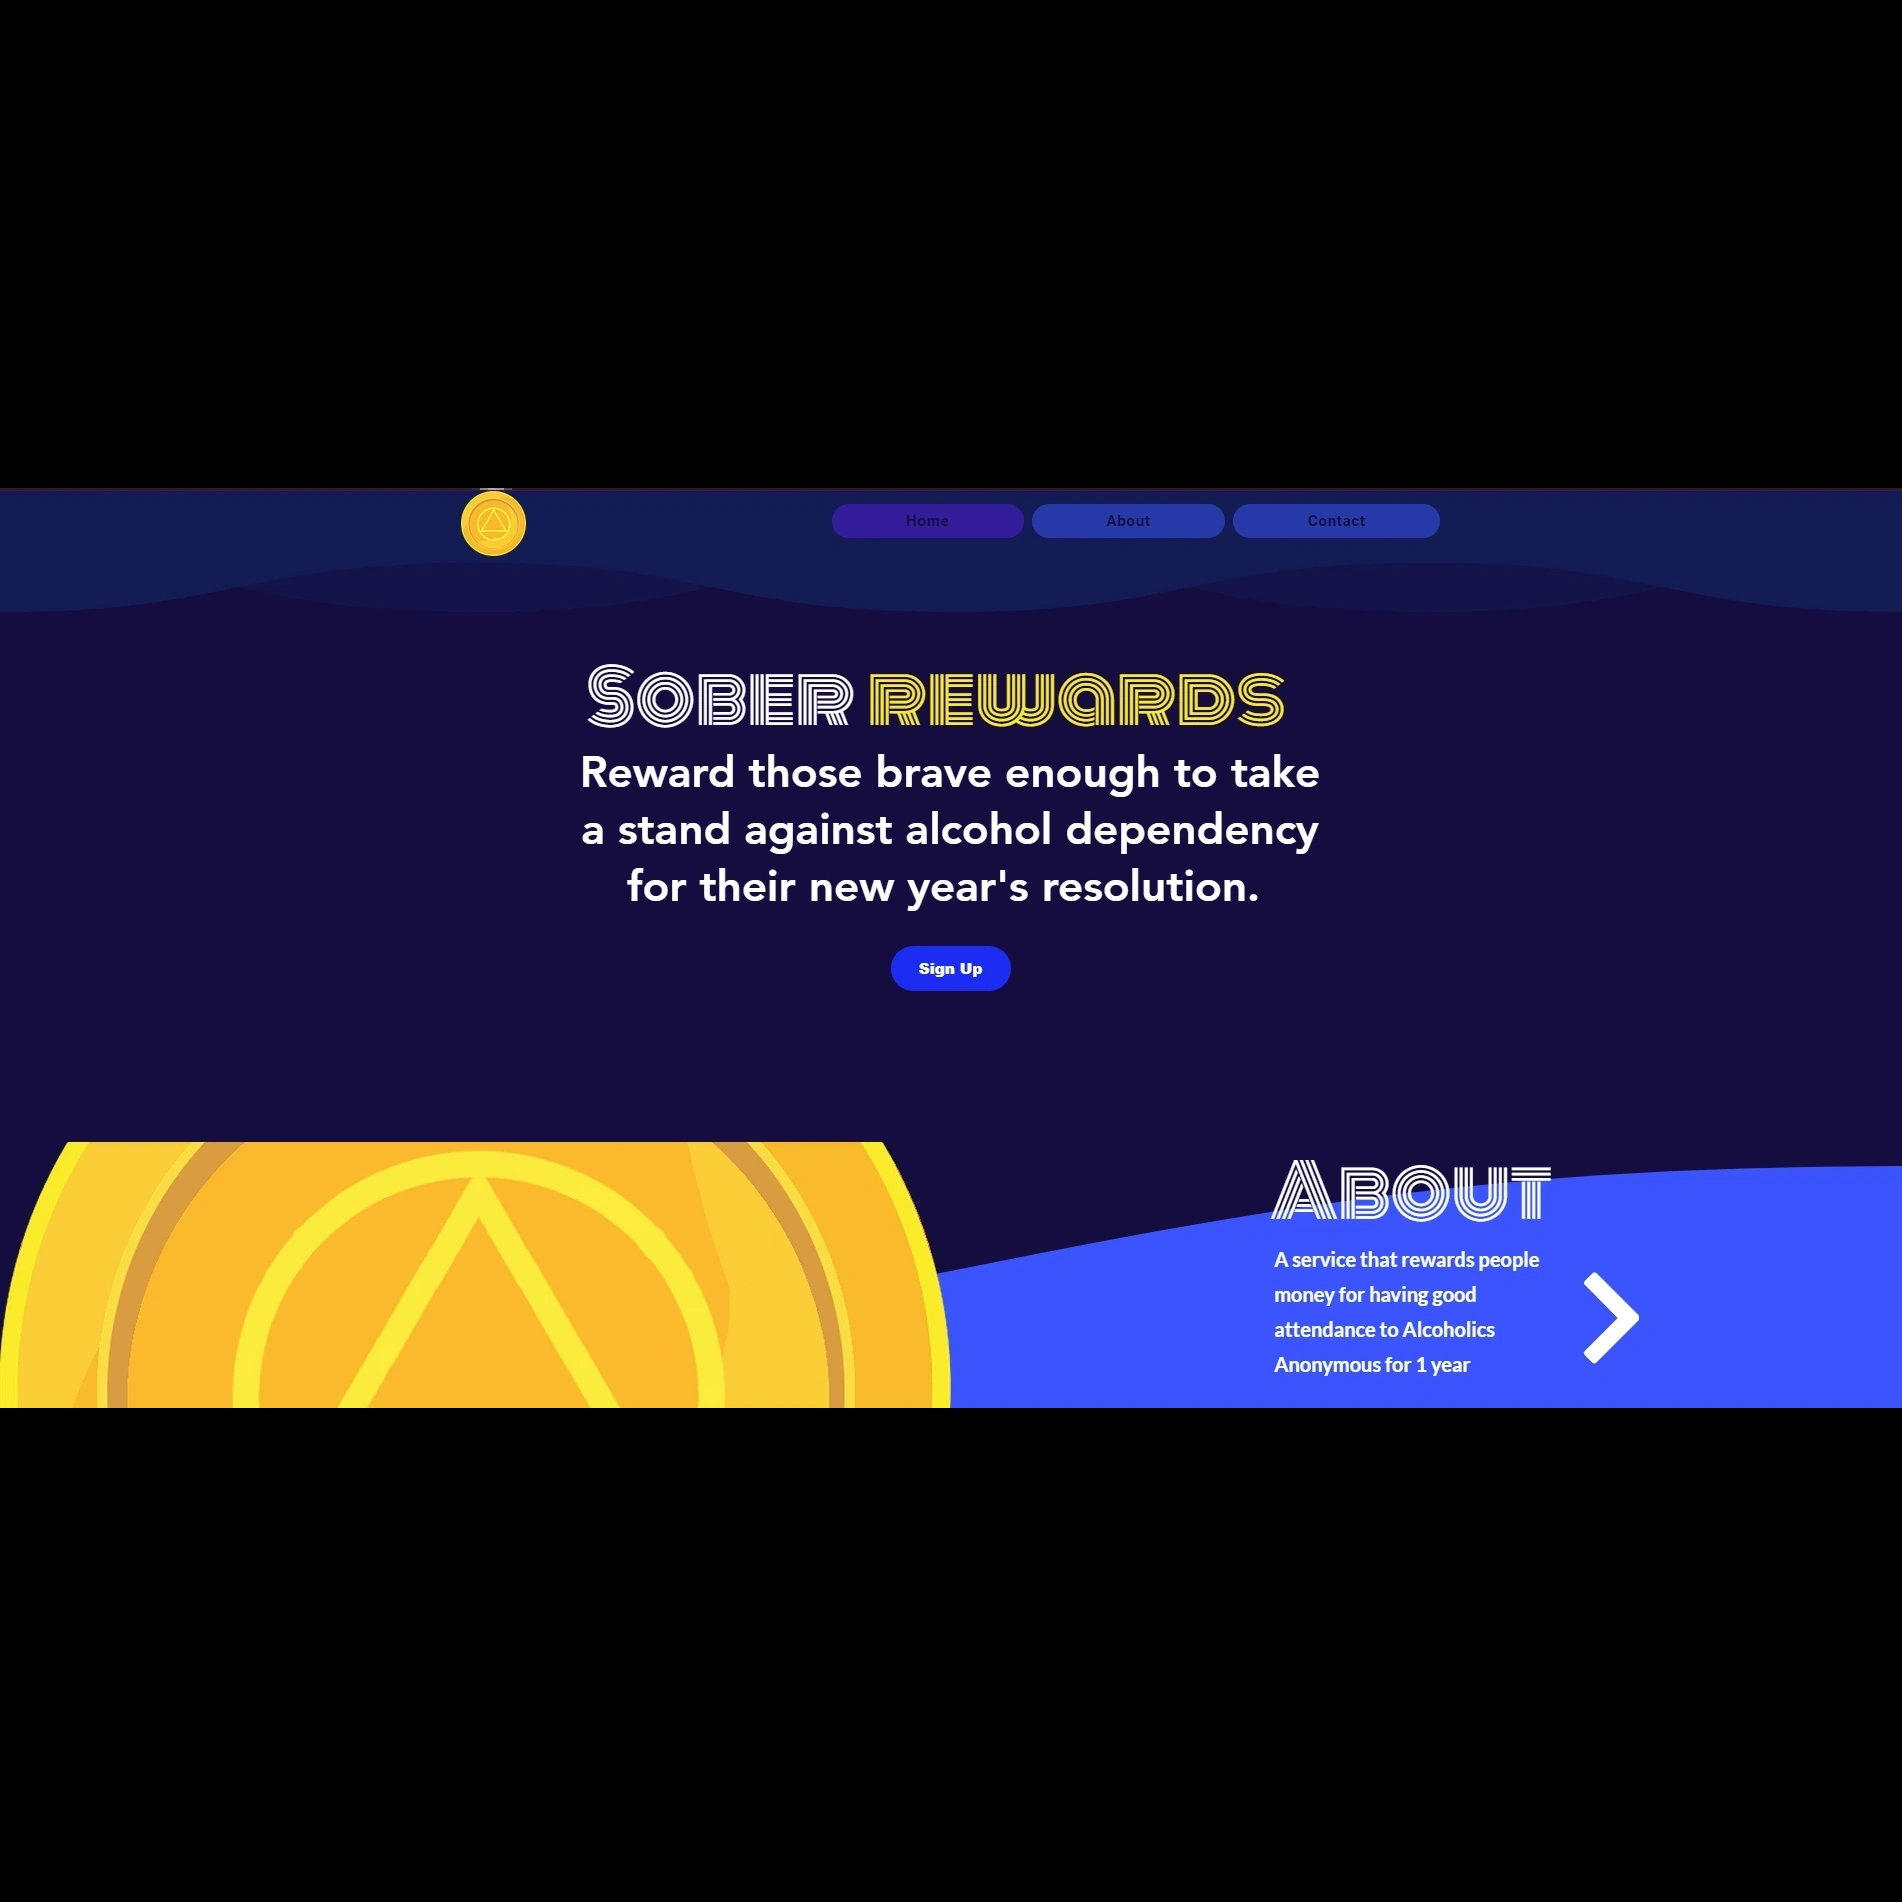 Home
About
Contact
Sober rewards
Reward those brave enough to take
a stand against alcohol dependency
for their new year's resolution.
Sign Up
About
A service that rewards people
money for having good
attendance to Alcoholics
Anonymous for 1 year